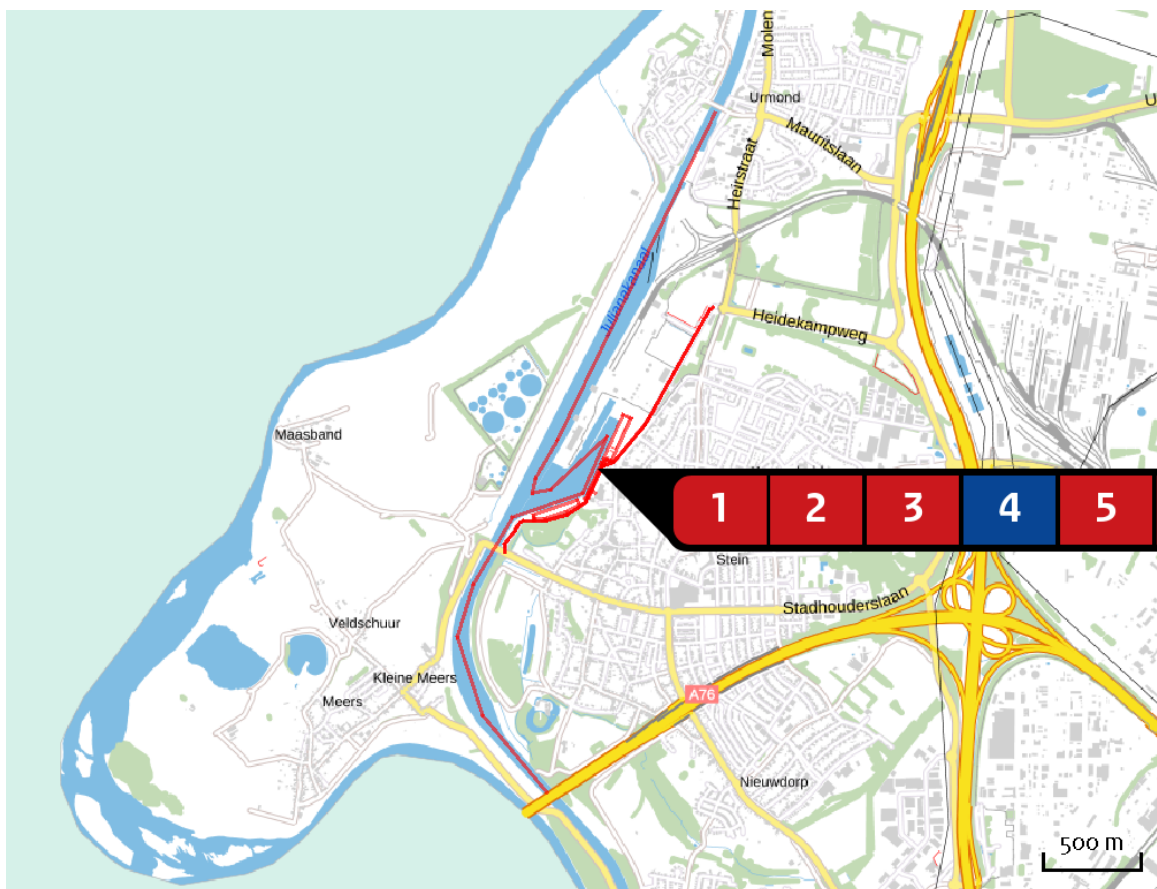 Molen
Urmond
Mauritslaan
Heirstraat
Julianakanaal
Heidekampweg
Maasband
1 2 3 4 5
Stein
Stadhouderslaan
Veldschuur
Kleine Meers
Meers
A76
Nieuwdorp
500 m